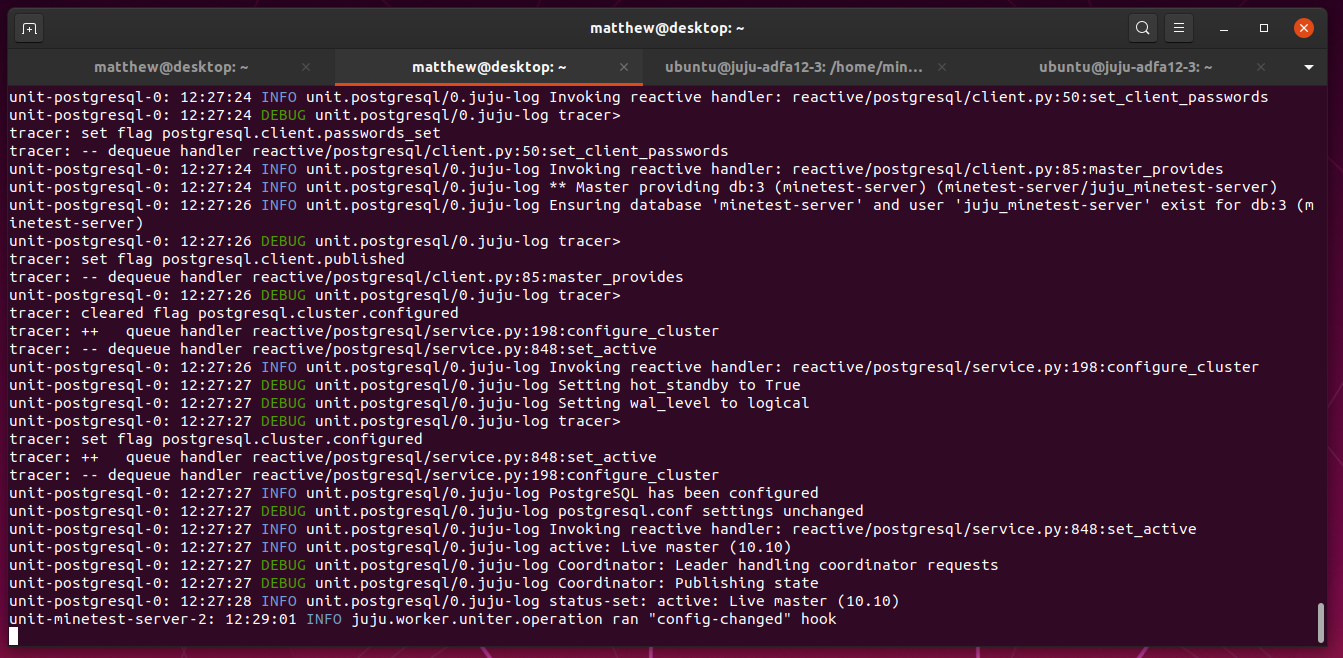 matthew@desktop: ~
matthew@desktop: ~
matthew@desktop: ~
ubuntu@juju-adfa12-3: /home/min...
ubuntu@juju-adfa12-3: ~
unit-postgresql-0: 12:27:24 INFO unit.postgresql/0.juju-log Invoking reactive handler: reactive/postgresql/client.py:50:set_client_passwords
unit-postgresql-0: 12:27:24 DEBUG unit.postgresql/0.juju-log tracer>
tracer: set flag postgresql.client.passwords_set
tracer: -- dequeue handler reactive/postgresql/client.py:50:set_client_passwords
unit-postgresql-0: 12:27:24 INFO unit.postgresql/0.juju-log Invoking reactive handler: reactive/postgresql/client.py:85:master_provides
unit-postgresql-0: 12:27:24 INFO unit.postgresql/0.juju-log ** Master providing db:3 (minetest-server) (minetest-server/juju_minetest-server)
unit-postgresql-0: 12:27:26 INFO unit.postgresql/0.juju-log Ensuring database 'minetest-server' and user 'juju_minetest-server' exist for db:3 (m
inetest-server)
unit-postgresql-0: 12:27:26 DEBUG unit.postgresql/0.juju-log tracer>
tracer: set flag postgresql.client.published
tracer: -- dequeue handler reactive/postgresql/client.py:85:master_provides
unit-postgresql-0: 12:27:26 DEBUG unit.postgresql/0.juju-log tracer>
tracer: cleared flag postgresql.cluster.configured
tracer: ++   queue handler reactive/postgresql/service.py:198:configure_cluster
tracer: -- dequeue handler reactive/postgresql/service.py:848:set_active
unit-postgresql-0: 12:27:26 INFO unit.postgresql/0.juju-log Invoking reactive handler: reactive/postgresql/service.py:198:configure_cluster
unit-postgresql-0: 12:27:27 DEBUG unit.postgresql/0.juju-log Setting hot_standby to True
unit-postgresql-0: 12:27:27 DEBUG unit.postgresql/0.juju-log Setting wal_level to logical
unit-postgresql-0: 12:27:27 DEBUG unit.postgresql/0.juju-log tracer>
tracer: set flag postgresql.cluster.configured
tracer: ++   queue handler reactive/postgresql/service.py:848:set_active
tracer: -- dequeue handler reactive/postgresql/service.py:198:configure_cluster
unit-postgresql-0: 12:27:27 INFO unit.postgresql/0.juju-log PostgreSQL has been configured
unit-postgresql-0: 12:27:27 DEBUG unit.postgresql/0.juju-log postgresql.conf settings unchanged
unit-postgresql-0: 12:27:27 INFO unit.postgresql/0.juju-log Invoking reactive handler: reactive/postgresql/service.py:848:set_active
unit-postgresql-0: 12:27:27 INFO unit.postgresql/0.juju-log active: Live master (10.10)
unit-postgresql-0: 12:27:27 DEBUG unit.postgresql/0.juju-log Coordinator: Leader handling coordinator requests
unit-postgresql-0: 12:27:27 DEBUG unit.postgresql/0.juju-log Coordinator: Publishing state
unit-postgresql-0: 12:27:28 INFO unit.postgresql/0.juju-log status-set: active: Live master (10.10)
unit-minetest-server-2: 12:29:01 INFO juju.worker.uniter.operation ran "config-changed" hook